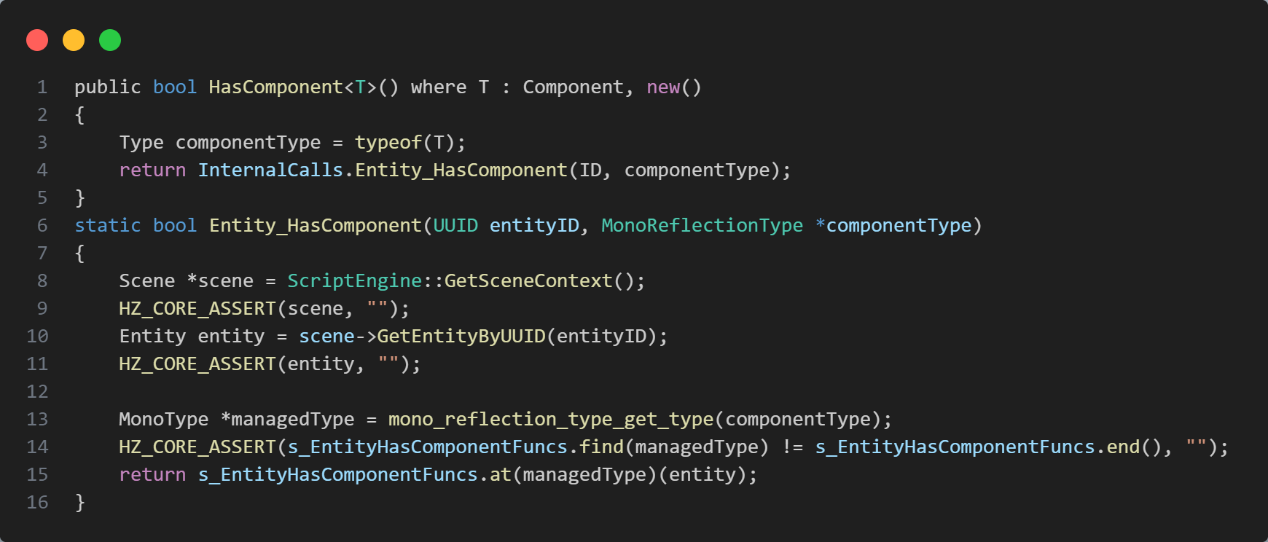 1 public bool HasComponent<T>() where T : Component, new()
2 {
3     Type componentType = typeof(T);
4     return InternalCalls.Entity_HasComponent(ID, componentType);
5 }
6 static bool Entity_HasComponent(UUID entityID, MonoReflectionType *componentType)
7 {
8     Scene *scene = ScriptEngine::GetSceneContext();
9     HZ_CORE_ASSERT(scene, "");
10     Entity entity = scene->GetEntityByUUID(entityID);
11     HZ_CORE_ASSERT(entity, "");
12
13     MonoType *managedType = mono_reflection_type_get_type(componentType);
14     HZ_CORE_ASSERT(s_EntityHasComponentFuncs.find(managedType) != s_EntityHasComponentFuncs.end(), "");
15     return s_EntityHasComponentFuncs.at(managedType)(entity);
16 }